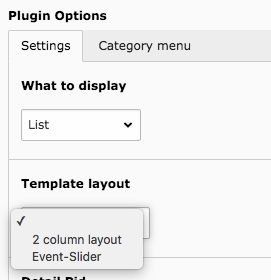 Plugin Options
Settings
Category menu
What to display
List
Template layout
2 column layout
Event-Slider
Detail Pid